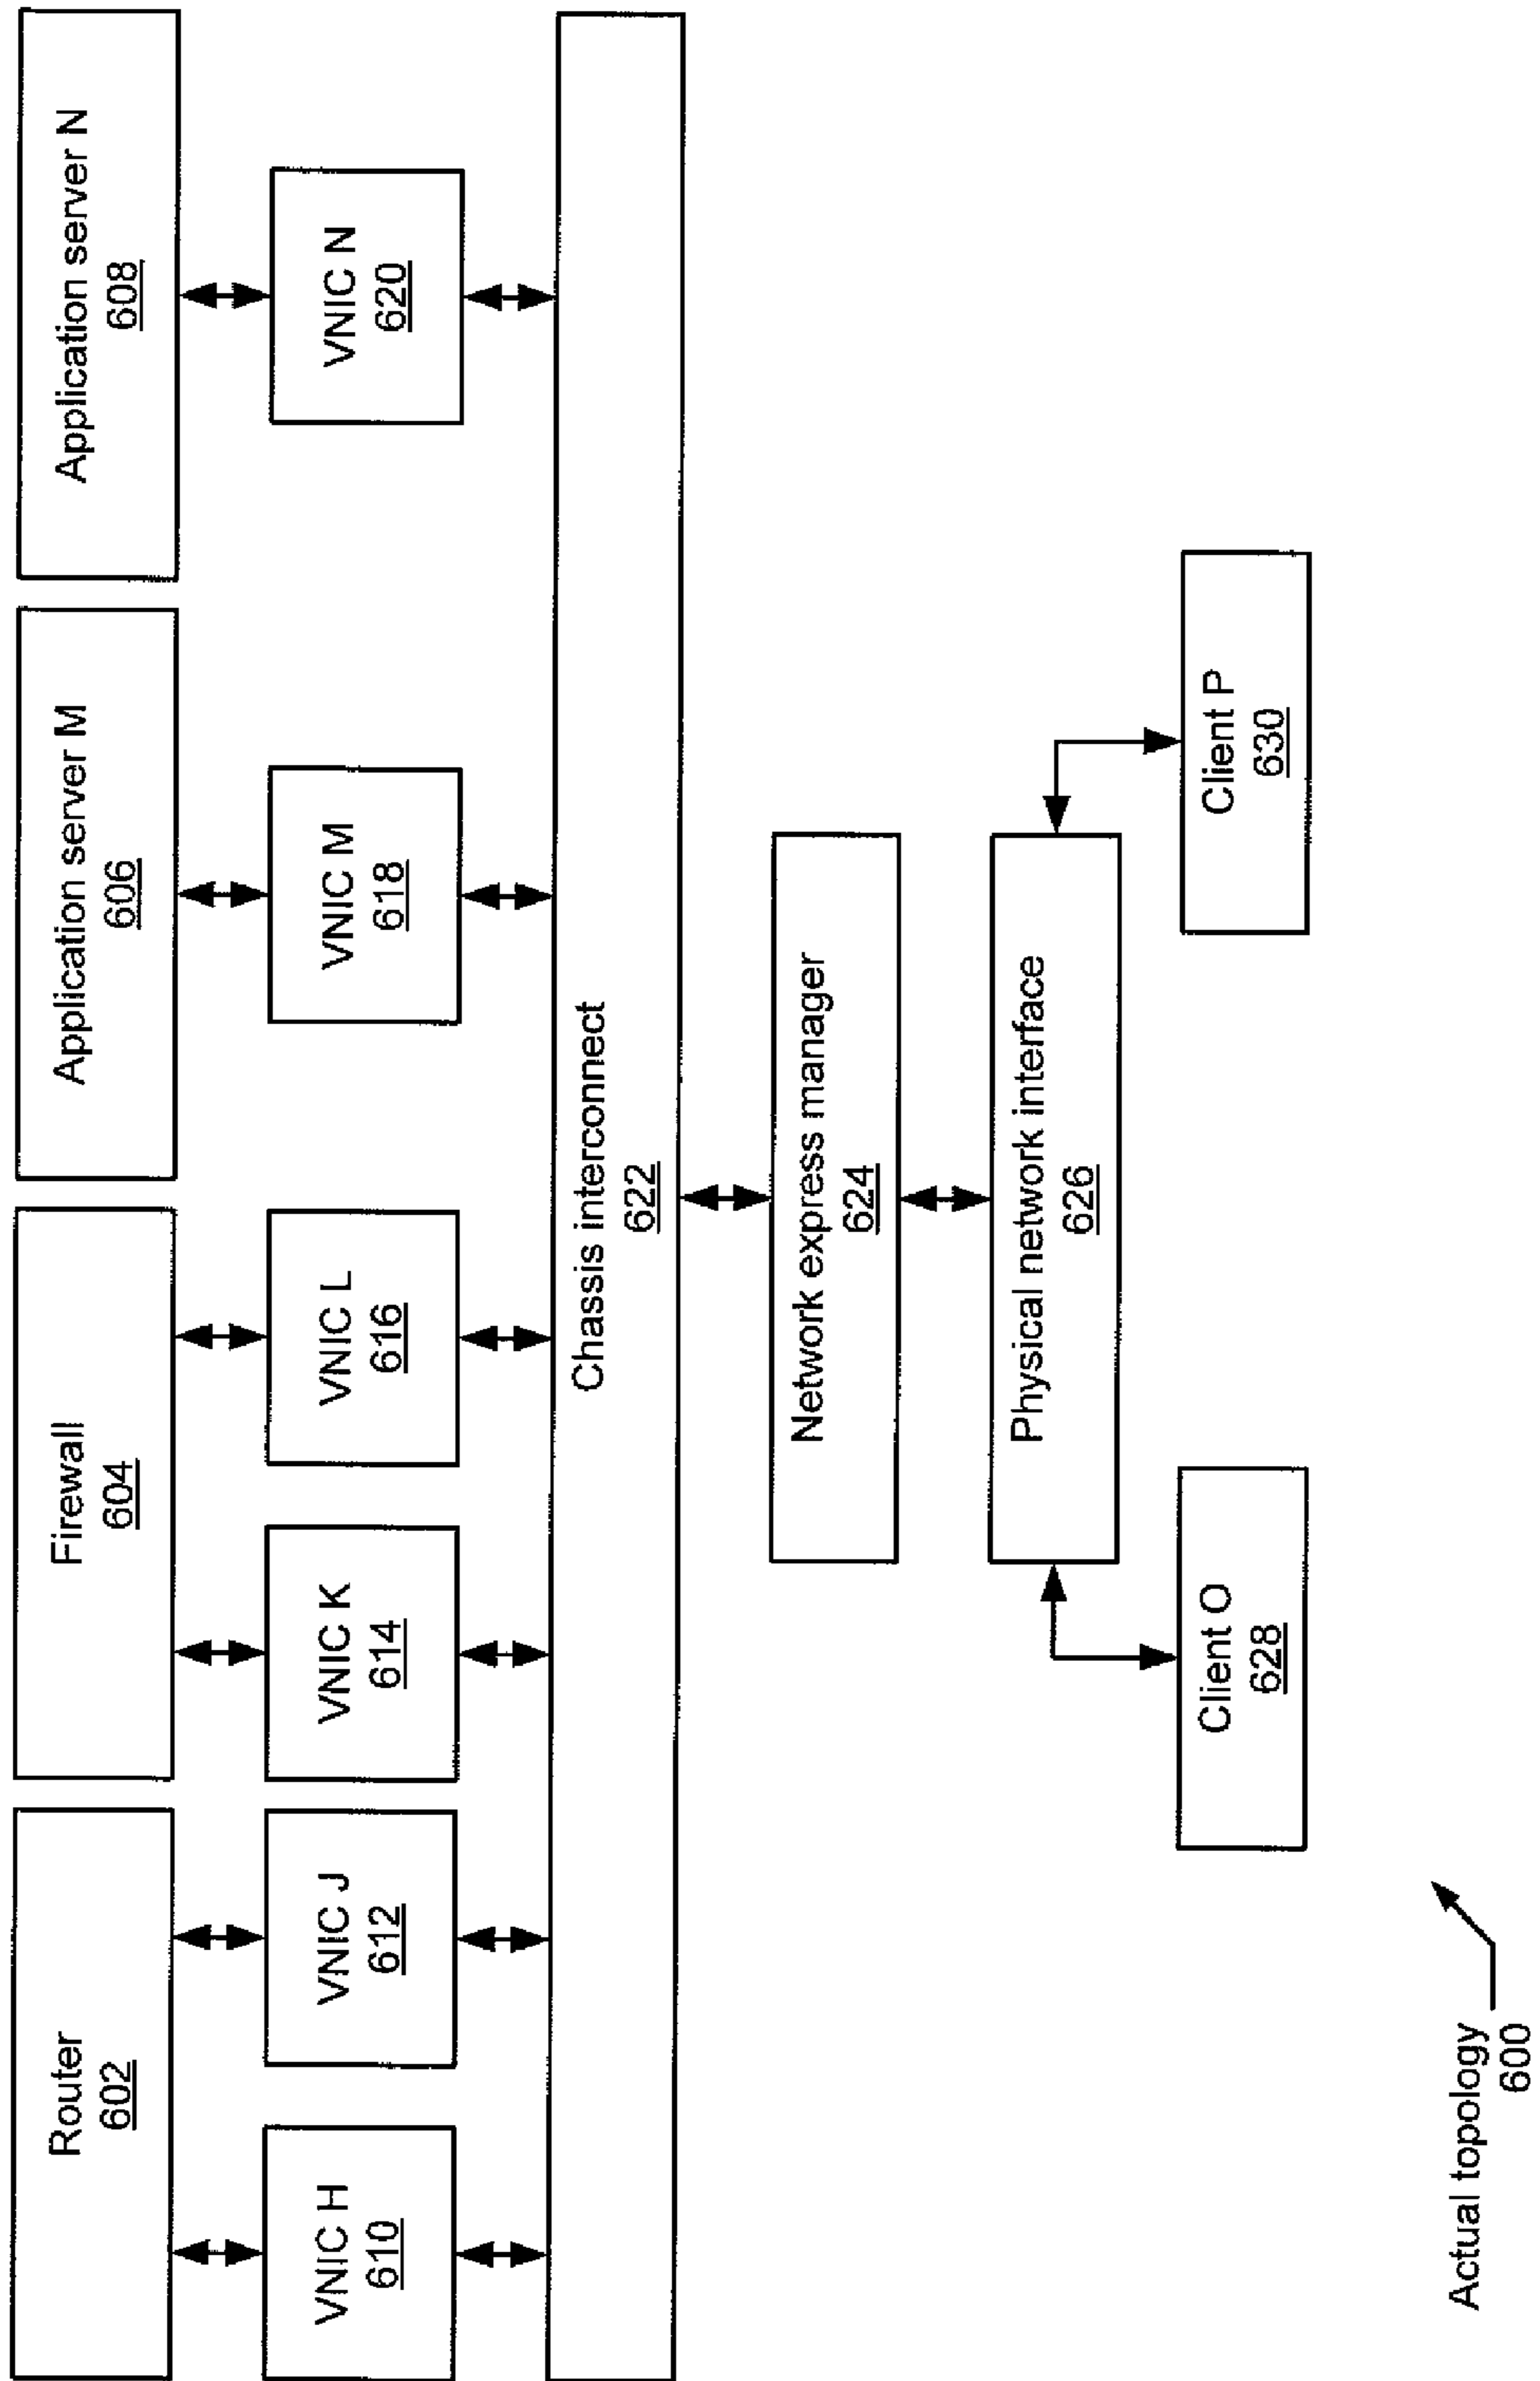 Router
602
Firewall
604
Application server M
606
Application server N
608
VNIC H
610
VNIC J
612
VNIC K
614
VNIC L
616
VNIC M
618
VNIC N
620
Chassis interconnect
622
Network express manager
624
Physical network interface
626
Client O
628
Client P
630
Actual topology
600